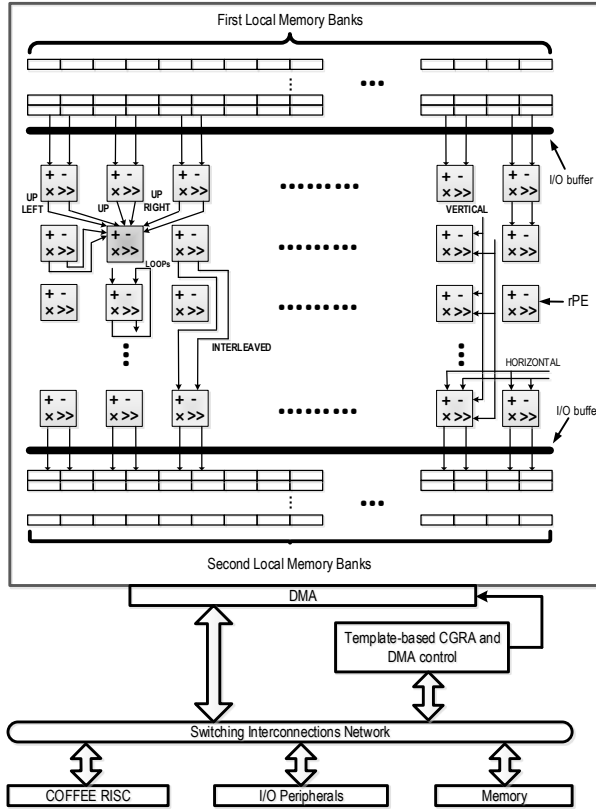 First Local Memory Banks
I/O buffer
+ - + - + - + - + -
× >> × >> × >> × >> × >>
UP LEFT
UP
UP RIGHT
VERTICAL
+ - + - + - + - + -
× >> × >> × >> × >> × >>
LOOPs
+ - + - + - + - + -
× >> × >> × >> × >> × >>
rPE
INTERLEAVED
HORIZONTAL
+ - + - + - + - + -
× >> × >> × >> × >> × >>
I/O buffer
Second Local Memory Banks
DMA
Template-based CGRA and
DMA control
Switching Interconnections Network
COFFEE RISC
I/O Peripherals
Memory